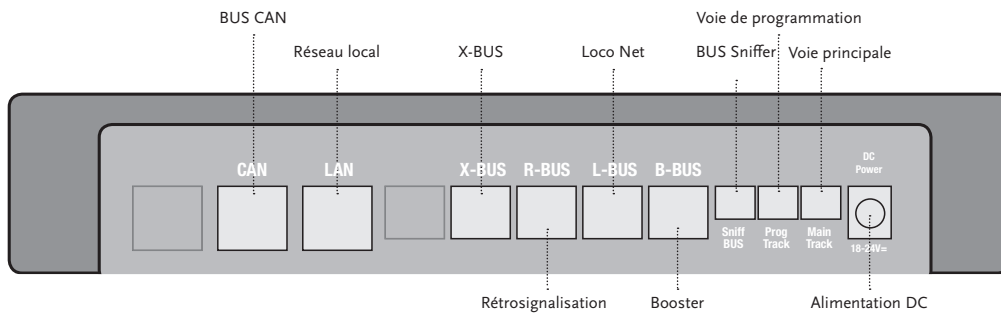 BUS CAN
Voie de programmation
Réseau local
X-BUS
Loco Net
BUS Sniffer
Voie principale
CAN
LAN
X-BUS
R-BUS
L-BUS
B-BUS
DC
Power
Sniff
BUS
Prog
Track
Main
Track
18-24V=
Rétrosignalisation
Booster
Alimentation DC